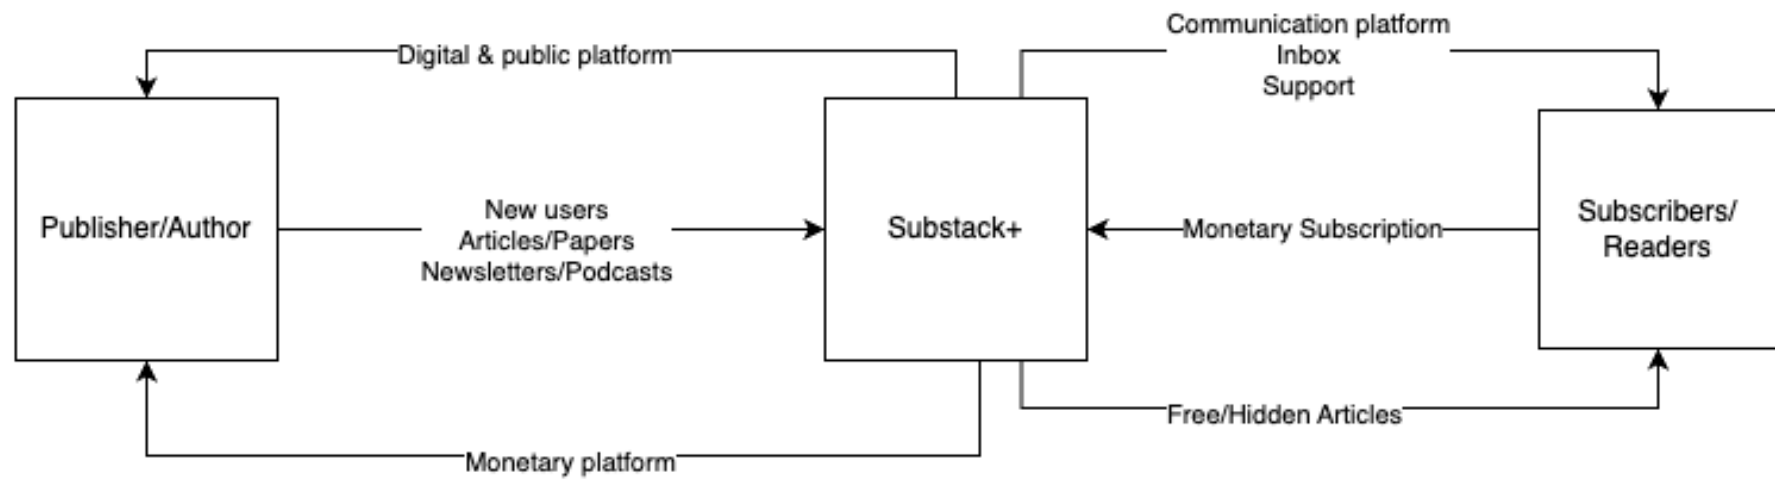 Communication platform
Digital & public platform
Inbox
Support
Publisher/Author
New users
Articles/Papers
Newsletters/Podcasts
Substack+
Monetary Subscription
Subscribers/
Readers
Free/Hidden Articles
Monetary platform